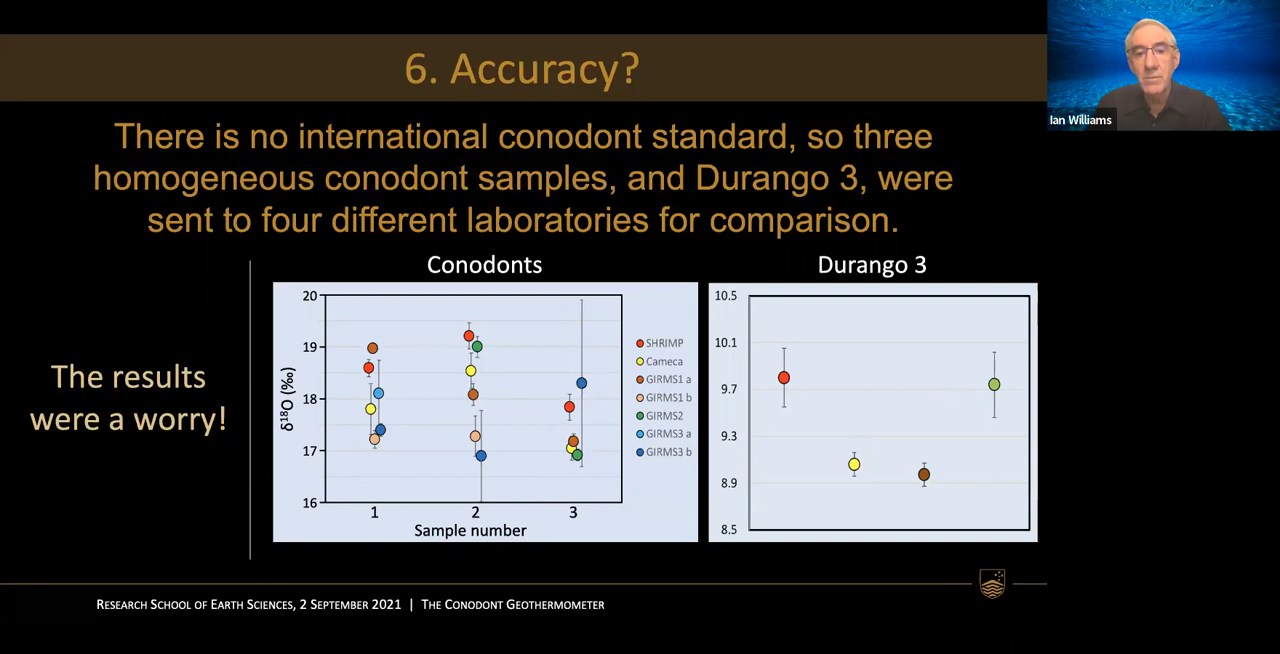 6. Accuracy?
Ian Williams
There is no international conodont standard, so three
homogeneous conodont samples, and Durango 3, were
sent to four different laboratories for comparison.
The results
were a worry!
Conodonts
20
19
18
17
16
δ¹⁸O (‰)
1 2 3
Sample number
SHRIMP
Cameca
GIRMS1 a
GIRMS1 b
GIRMS2
GIRMS3 a
GIRMS3 b
Durango 3
10.5
10.1
9.7
9.3
8.9
8.5
RESEARCH SCHOOL OF EARTH SCIENCES, 2 SEPTEMBER 2021 | THE CONODONT GEOTHERMOMETER